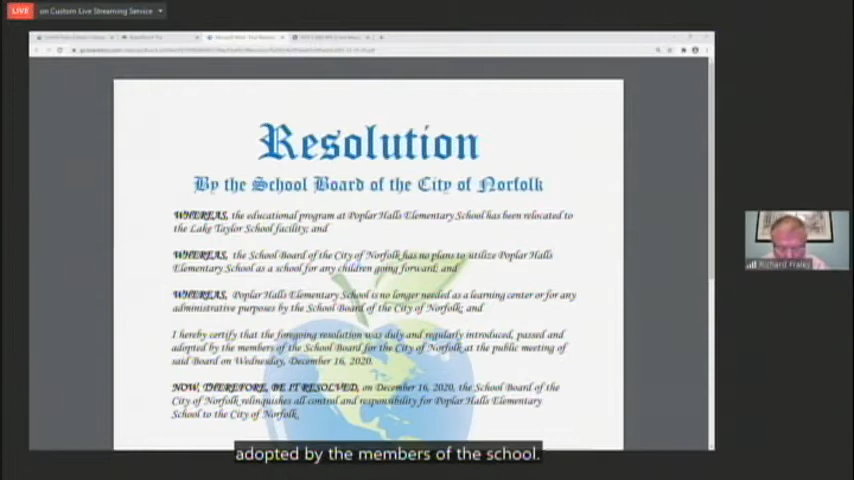 LIVE on Custom Live Streaming Service
Resolution
By the School Board of the City of Norfolk
WHEREAS, the educational program at Poplar Halls Elementary School has been relocated to
the Lake Taylor School facility; and
WHEREAS, the School Board of the City of Norfolk has no plans to utilize Poplar Halls
Elementary School as a school for any children going forward; and
WHEREAS, Poplar Halls Elementary School is no longer needed as a learning center or for any
administrative purposes by the School Board of the City of Norfolk; and
I hereby certify that the foregoing resolution was duly and regularly introduced, passed and
adopted by the members of the School Board for the City of Norfolk at the public meeting of
said Board on Wednesday, December 16, 2020.
NOW, THEREFORE, BE IT RESOLVED, on December 16, 2020, the School Board of the
City of Norfolk relinquishes all control and responsibility for Poplar Halls Elementary
School to the City of Norfolk.
adopted by the members of the school.
Richard Fraley